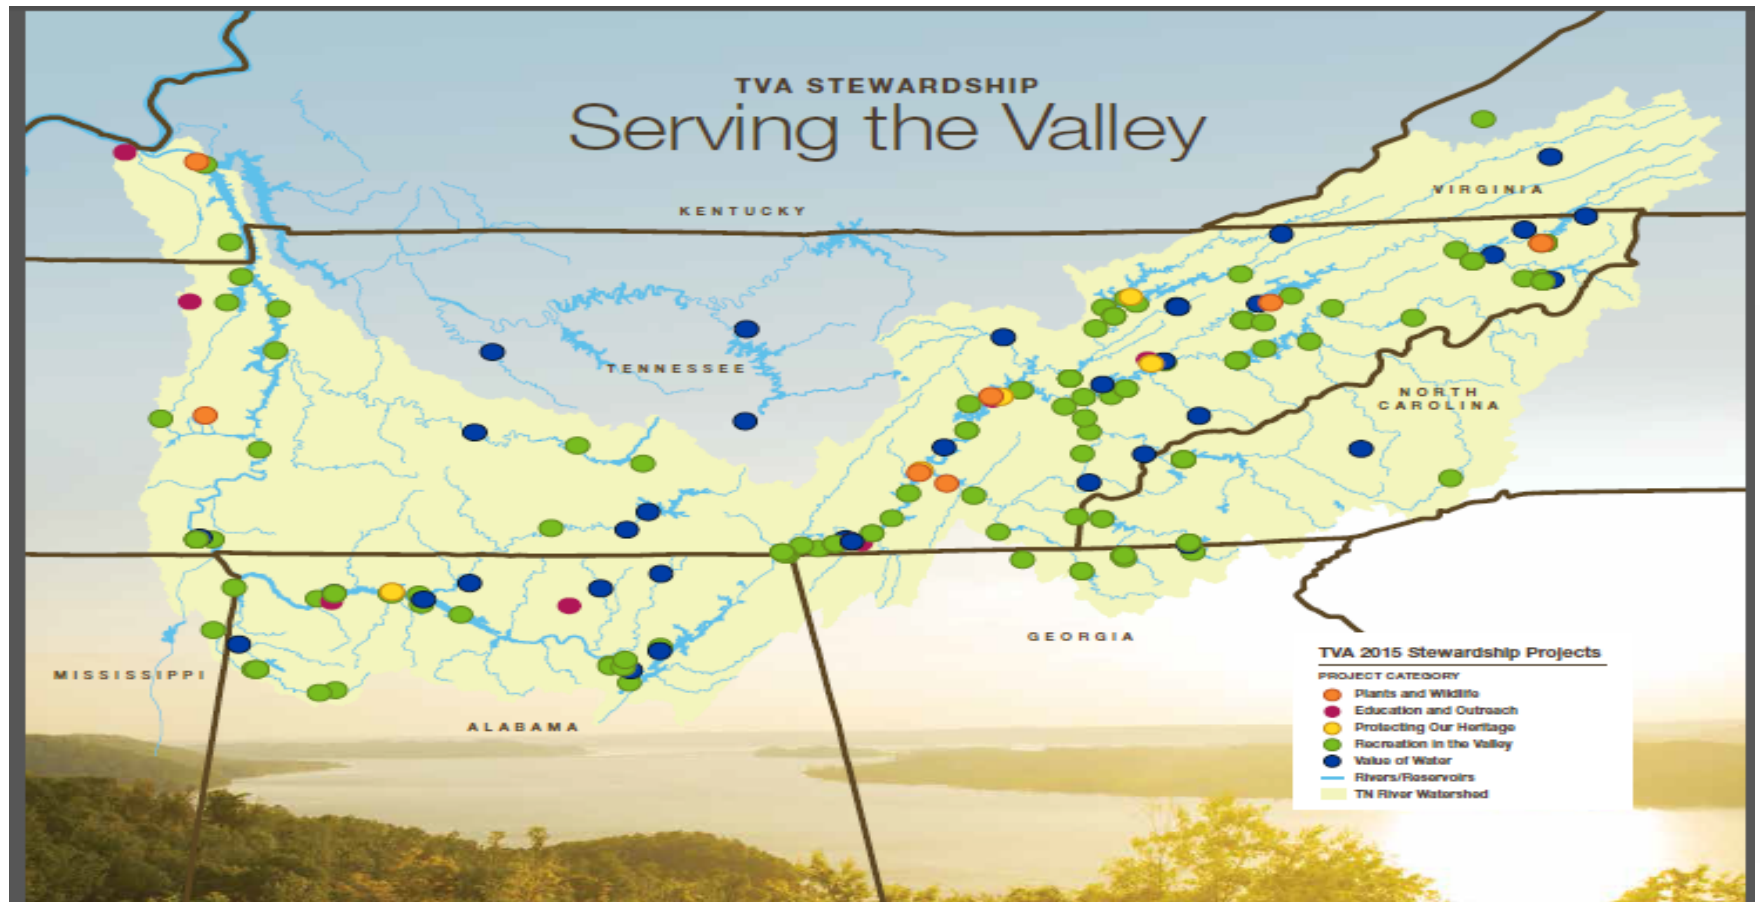 TVA STEWARDSHIP
Serving the Valley
VIRGINIA
KENTUCKY
TENNESSEE
NORTH
CAROLINA
GEORGIA
MISSISSIPPI
ALABAMA
TVA 2015 Stewardship Projects
PROJECT CATEGORY
Plants and Wildlife
Education and Outreach
Protecting Our Heritage
Recreation in the Valley
Value of Water
Rivers/Reservoirs
TN River Watershed